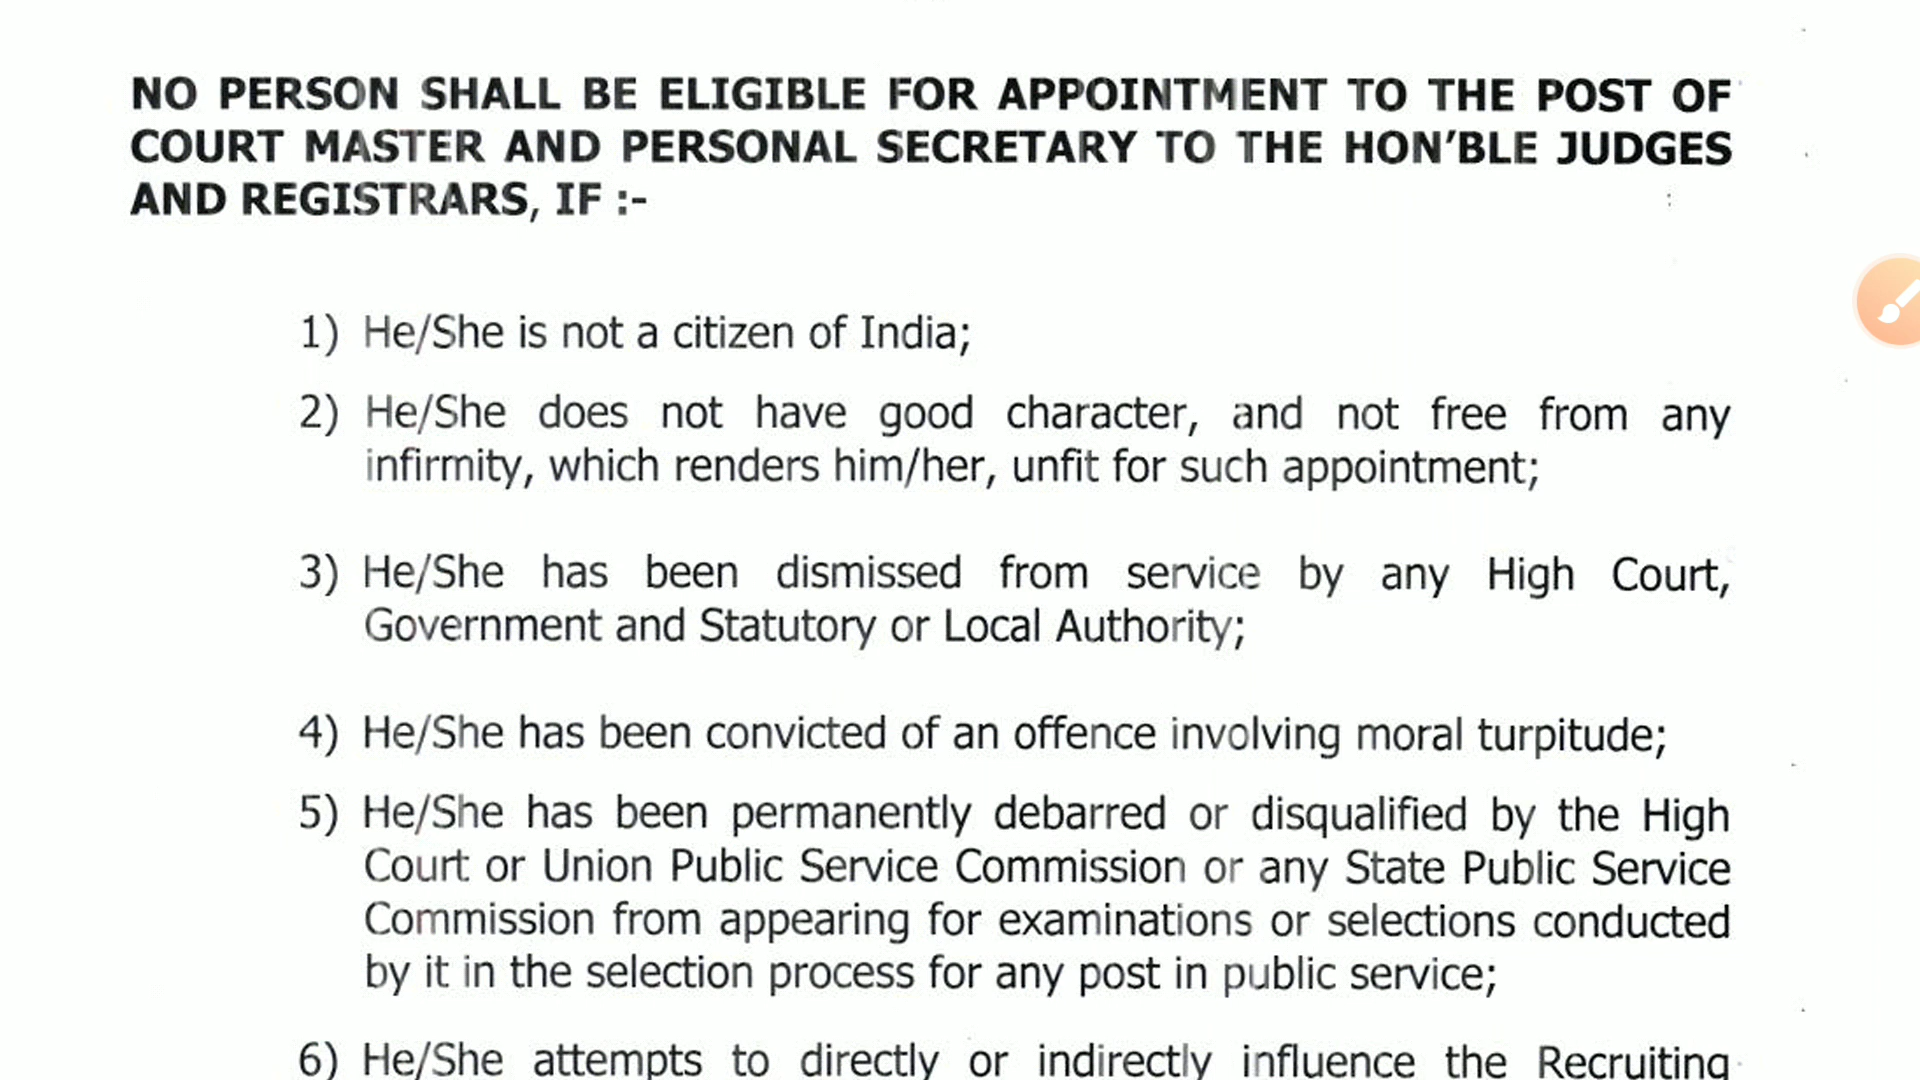 NO PERSON SHALL BE ELIGIBLE FOR APPOINTMENT TO THE POST OF
COURT MASTER AND PERSONAL SECRETARY TO THE HON'BLE JUDGES
AND REGISTRARS, IF :-
1) He/She is not a citizen of India;
2) He/She does not have good character, and not free from any
infirmity, which renders him/her, unfit for such appointment;
3) He/She has been dismissed from service by any High Court,
Government and Statutory or Local Authority;
4) He/She has been convicted of an offence involving moral turpitude;
5) He/She has been permanently debarred or disqualified by the High
Court or Union Public Service Commission or any State Public Service
Commission from appearing for examinations or selections conducted
by it in the selection process for any post in public service;
6) He/She attempts to directly or indirectly influence the Recruiting